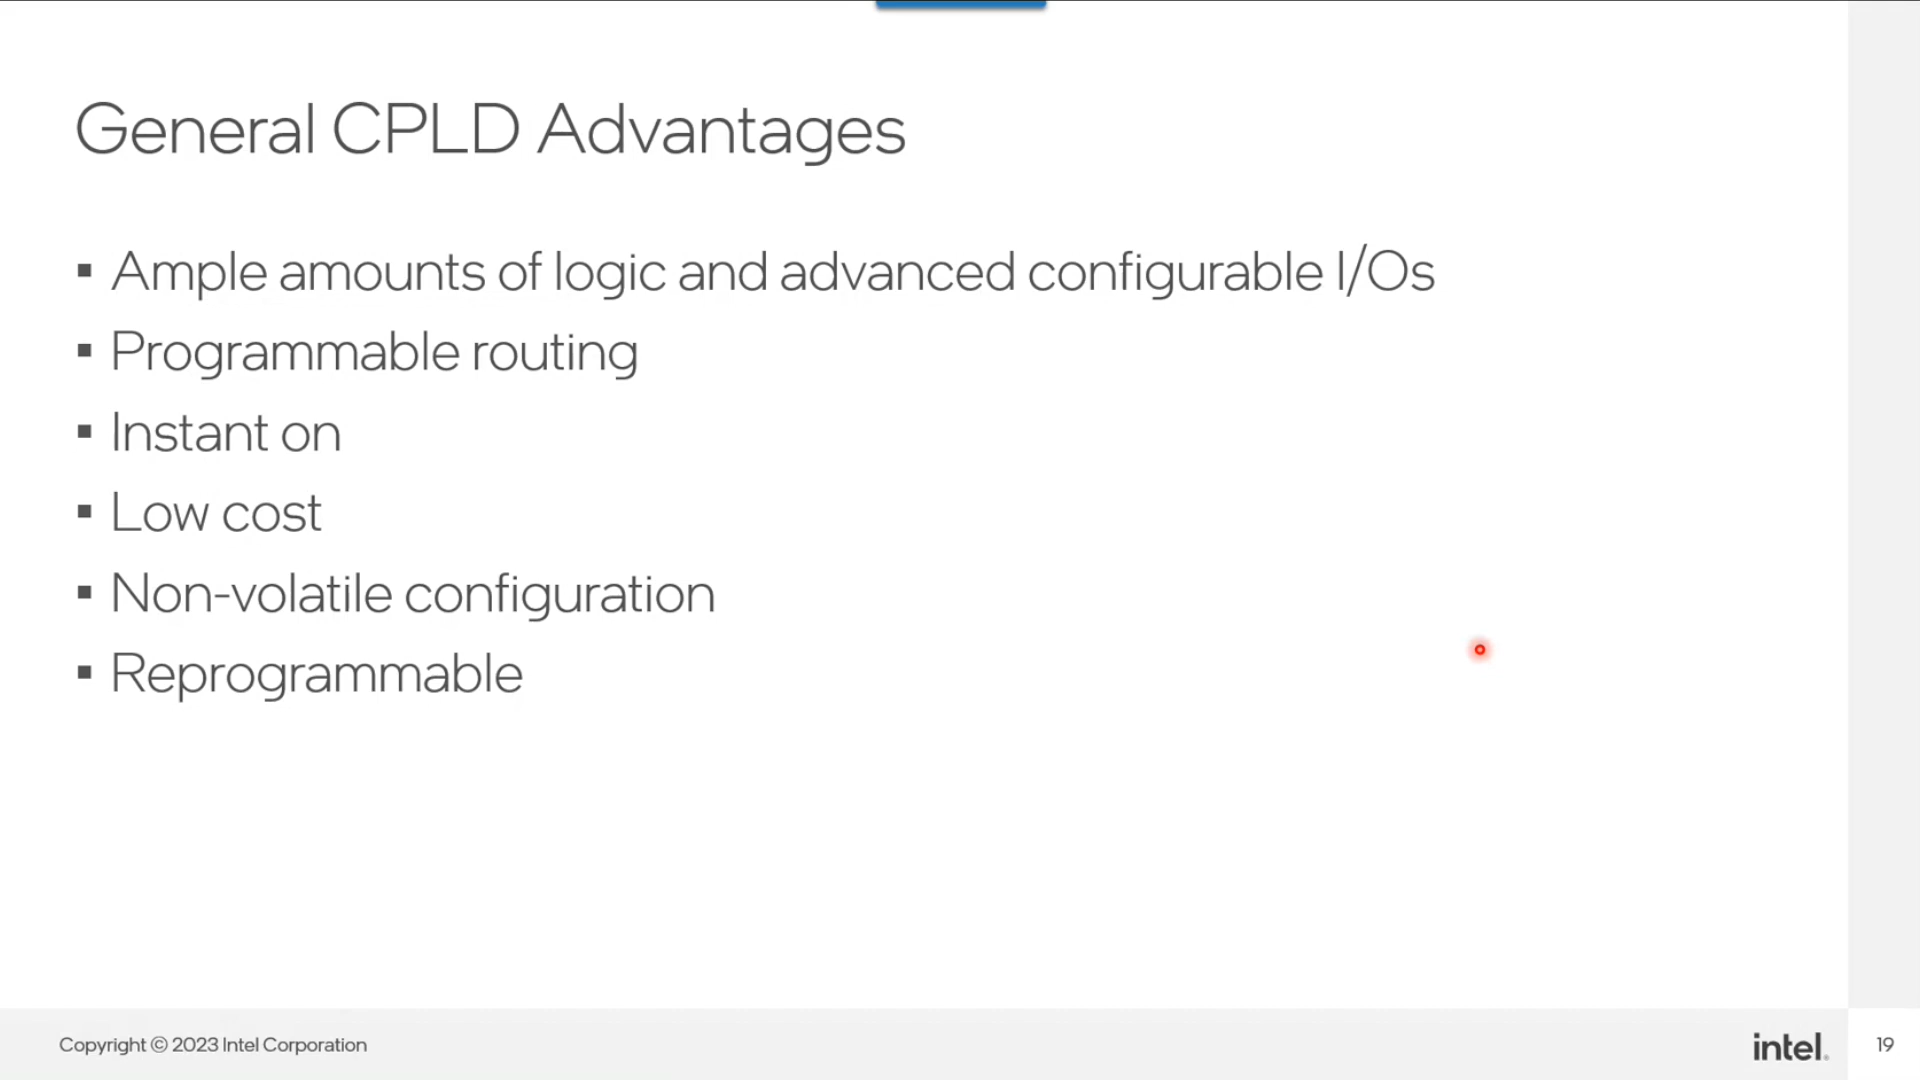 General CPLD Advantages
▪ Ample amounts of logic and advanced configurable I/Os
▪ Programmable routing
▪ Instant on
▪ Low cost
▪ Non-volatile configuration
▪ Reprogrammable
Copyright © 2023 Intel Corporation
intel.
19